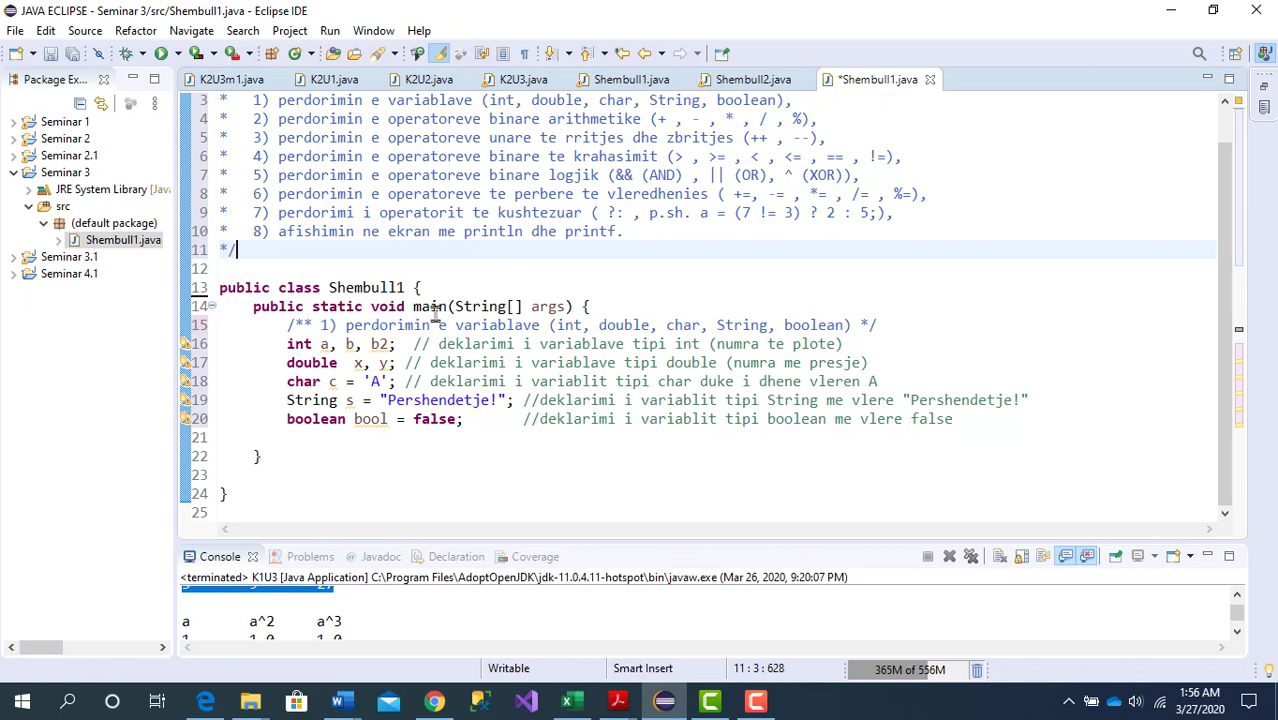 JAVA ECLIPSE - Seminar 3/src/Shembull1.java - Eclipse IDE
File Edit Source Refactor Navigate Search Project Run Window Help
Package Ex...
K2U3m1.java K2U1.java K2U2.java K2U3.java Shembull1.java Shembull2.java *Shembull1.java
Seminar 1
Seminar 2
Seminar 2.1
Seminar 3
JRE System Library [Java
src
(default package)
Shembull1.java
Seminar 3.1
Seminar 4.1
3 * 1) perdorimin e variablave (int, double, char, String, boolean),
4 * 2) perdorimin e operatoreve binare arithmetike (+ , - , * , / , %),
5 * 3) perdorimin e operatoreve unare te rritjes dhe zbritjes (++ , --),
6 * 4) perdorimin e operatoreve binare te krahasimit (> , >= , < , <= , == , !=),
7 * 5) perdorimin e operatoreve binare logjik (&& (AND) , || (OR), ^ (XOR)),
8 * 6) perdorimin e operatoreve te perbere te vleredhenies ( +=, -= , *= , /= , %=),
9 * 7) perdorimi i operatorit te kushtezuar ( ?: , p.sh. a = (7 != 3) ? 2 : 5;),
10 * 8) afishimin ne ekran me println dhe printf.
11 */
12
13 public class Shembull1 {
14 public static void main(String[] args) {
15 /** 1) perdorimin e variablave (int, double, char, String, boolean) */
16 int a, b, b2; // deklarimi i variablave tipi int (numra te plote)
17 double x, y; // deklarimi i variablave tipi double (numra me presje)
18 char c = 'A'; // deklarimi i variablit tipi char duke i dhene vleren A
19 String s = "Pershendetje!"; //deklarimi i variablit tipi String me vlere "Pershendetje!"
20 boolean bool = false; //deklarimi i variablit tipi boolean me vlere false
21
22 }
23
24 }
25
Console Problems Javadoc Declaration Coverage
<terminated> K1U3 [Java Application] C:\Program Files\AdoptOpenJDK\jdk-11.0.4.11-hotspot\bin\javaw.exe (Mar 26, 2020, 9:20:07 PM)
a a^2 a^3
1 1.0 1.0
Writable Smart Insert 11 : 3 : 628 365M of 556M
1:56 AM
3/27/2020